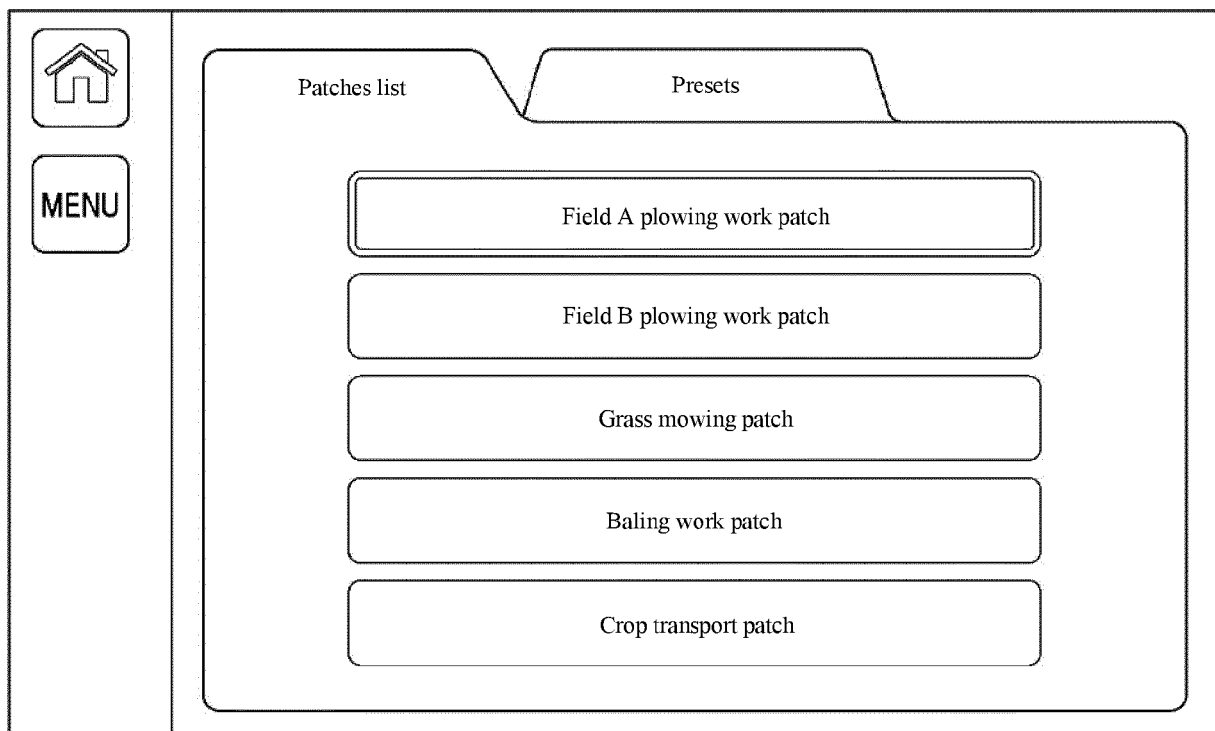 Patches list
Presets
MENU
Field A plowing work patch
Field B plowing work patch
Grass mowing patch
Baling work patch
Crop transport patch